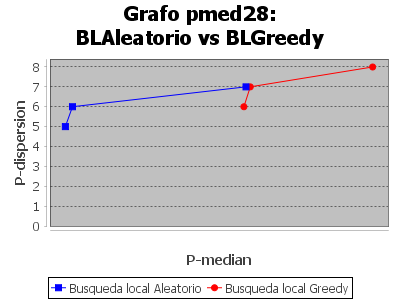 Grafo pmed28:
BLAleatorio vs BLGreedy
8
7
6
5
4
3
2
1
0
P-dispersion
P-median
Busqueda local Aleatorio
Busqueda local Greedy